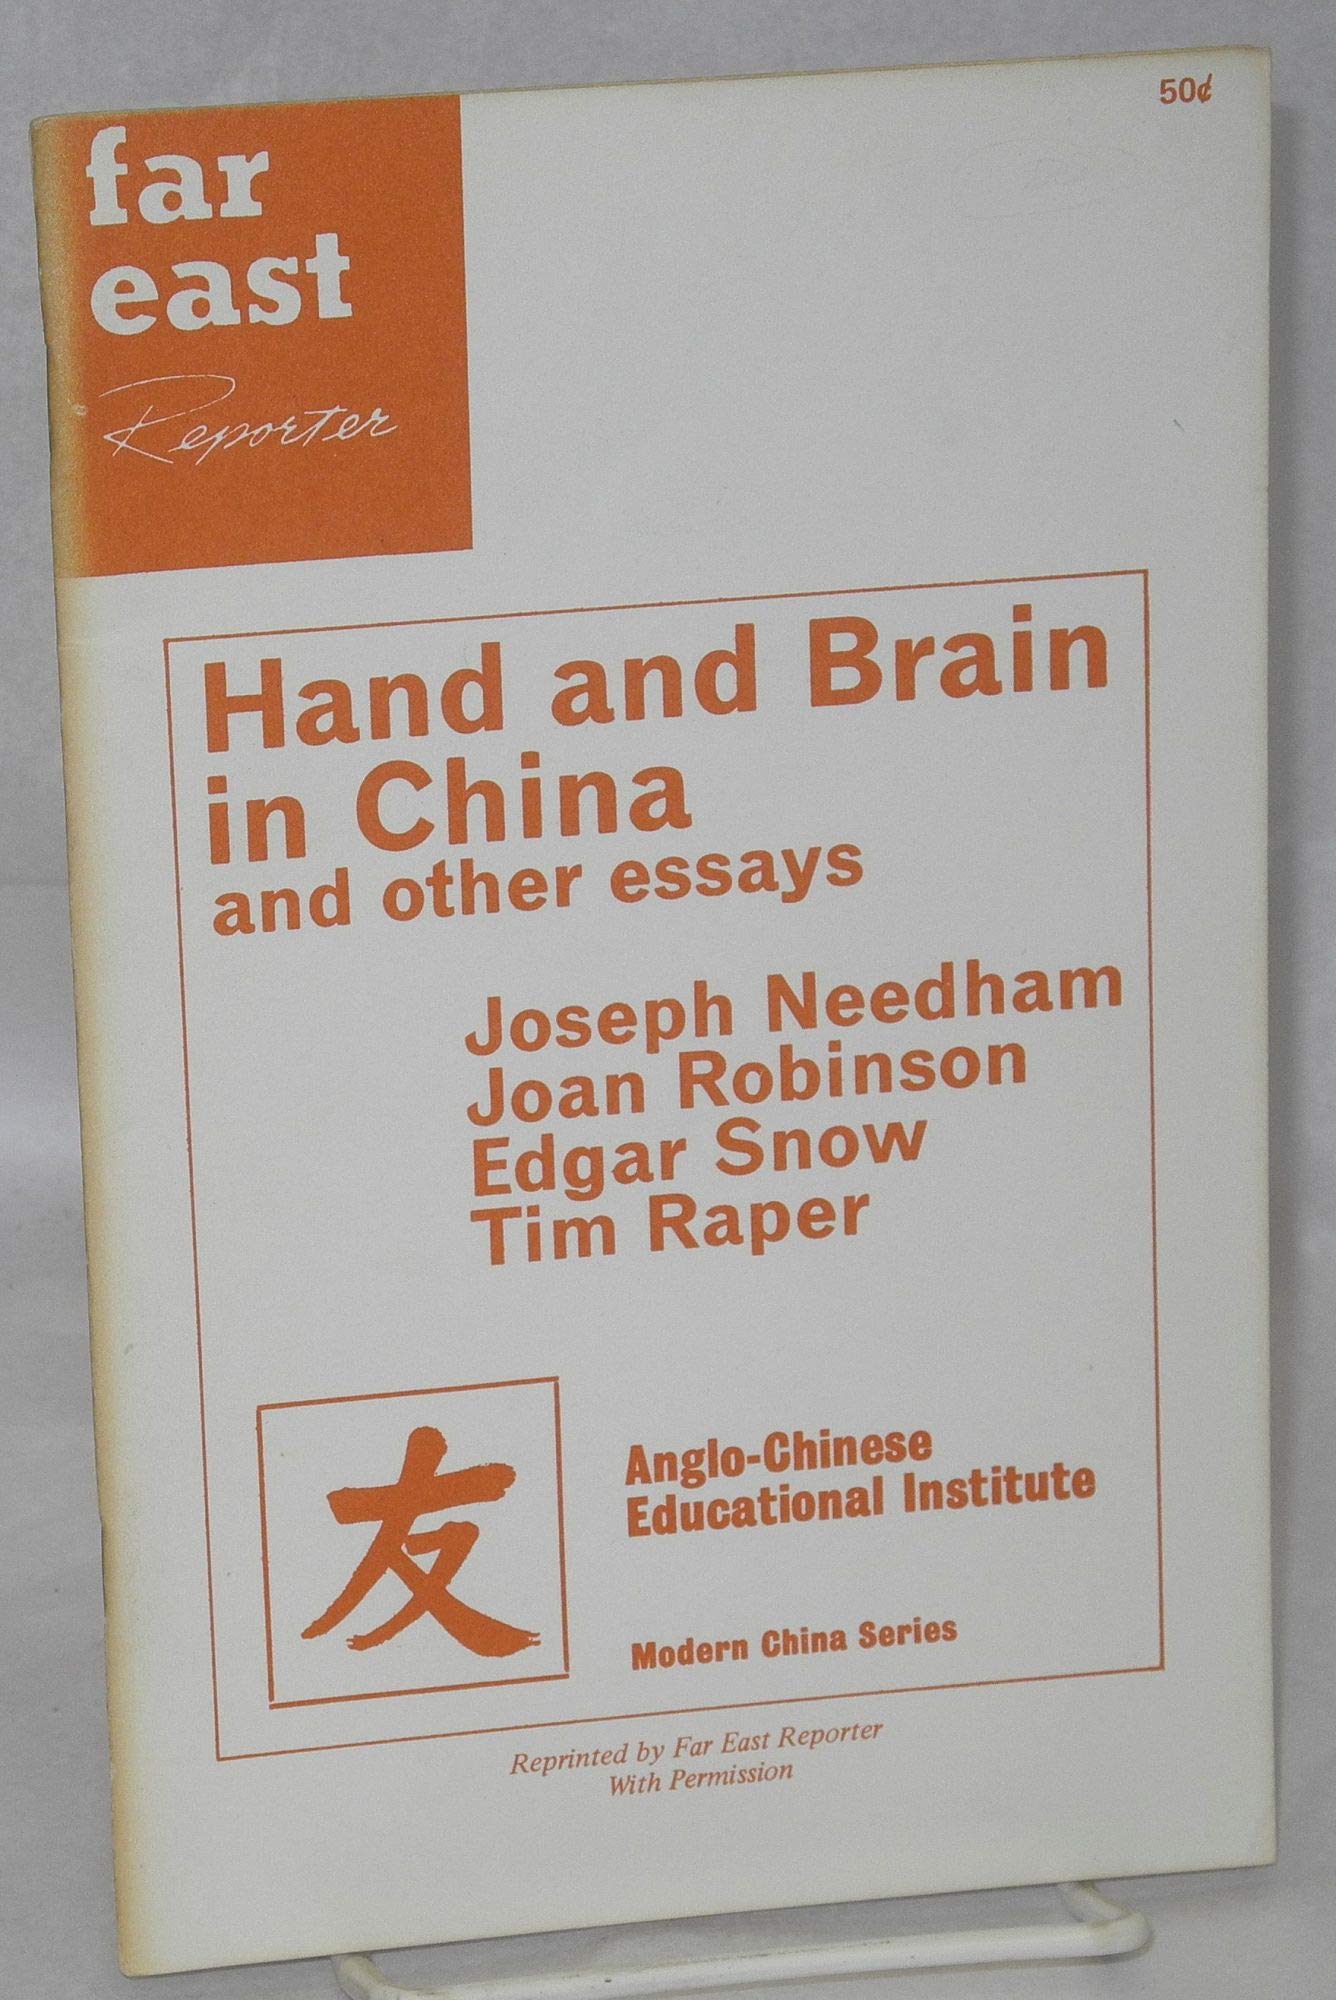 50¢
far
east
Reporter
Hand and Brain
in China
and other essays
Joseph Needham
Joan Robinson
Edgar Snow
Tim Raper
友
Anglo-Chinese
Educational Institute
Modern China Series
Reprinted by Far East Reporter
With Permission